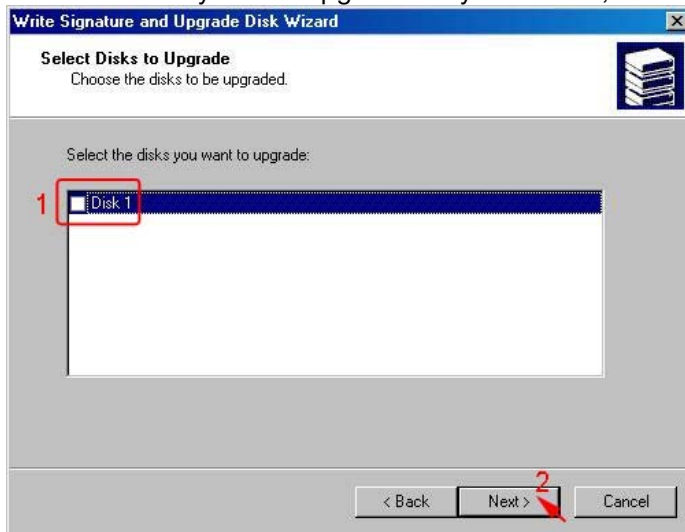 Write Signature and Upgrade Disk Wizard
Select Disks to Upgrade
Choose the disks to be upgraded.
Select the disks you want to upgrade:
1 Disk 1
2
< Back Next > Cancel